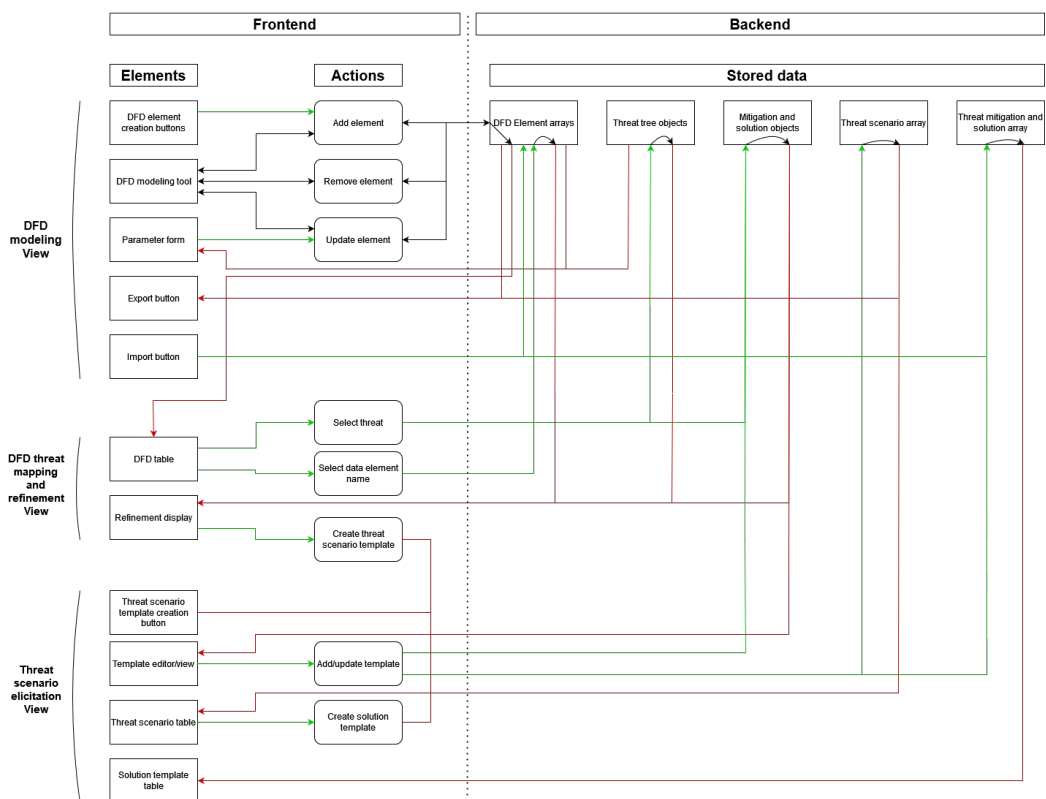 Frontend
Backend
Elements
Actions
Stored data
DFD element
creation buttons
Add element
DFD Element arrays
Threat tree objects
Mitigation and
solution objects
Threat scenario array
Threat mitigation and
solution array
DFD modeling tool
Remove element
DFD
modeling
View
Parameter form
Update element
Export button
Import button
DFD threat
mapping
and
refinement
View
DFD table
Select threat
Select data element
name
Refinement display
Create threat
scenario template
Threat
scenario
elicitation
View
Threat scenario
template creation
button
Template editor/view
Add/update template
Threat scenario table
Create solution
template
Solution template
table